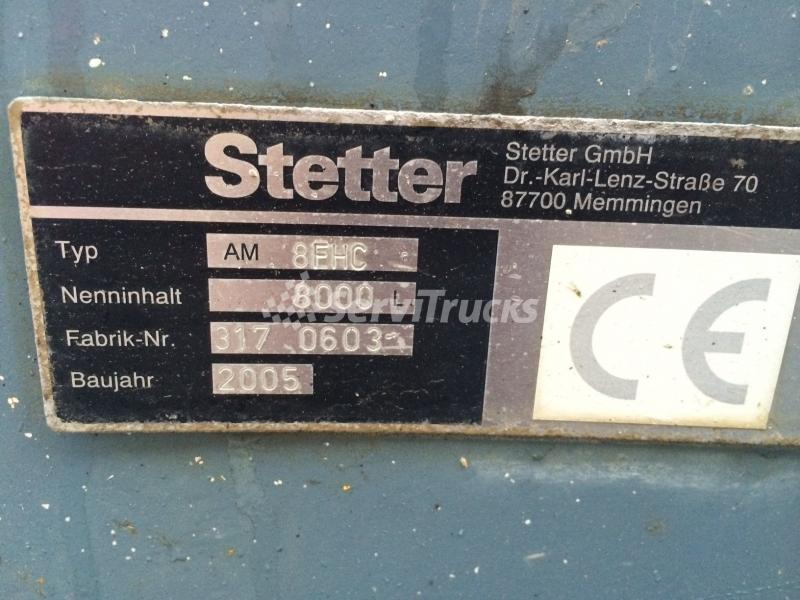 Stetter
Stetter GmbH
Dr.-Karl-Lenz-Straße 70
87700 Memmingen
Typ AM 8FHC
Nenninhalt 8000 L
Fabrik-Nr. 317 0603
Baujahr 2005
CE
ServiTrucks